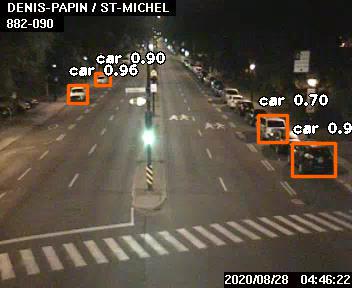 DENIS-PAPIN / ST-MICHEL
882-090
car 0.90
car 0.96
car 0.70
car 0.9
2020/08/28 04:46:22